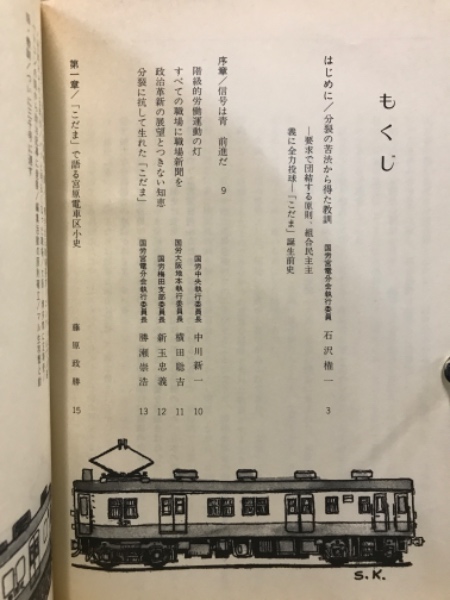 もくじ
はじめに/分裂の苦渋から得た教訓
―要求で団結する原則、組合民主主
義に全力投球―「こだま」誕生前史
国労宮電分会執行委員長 石沢権一 3
序章/信号は青 前進だ 9
階級的労働運動の灯 国労中央執行委員長 中川新一 10
すべての職場に職場新聞を 国労大阪地本執行委員長 横田聡吉 11
政治革新の展望とつきない知恵 国労梅田支部委員長 新玉忠義 12
分裂に抗して生れた「こだま」 国労宮電分会執行委員長 勝瀬崇浩 13
第一章/「こだま」で語る宮原電車区小史 藤原政勝 15
S.K.